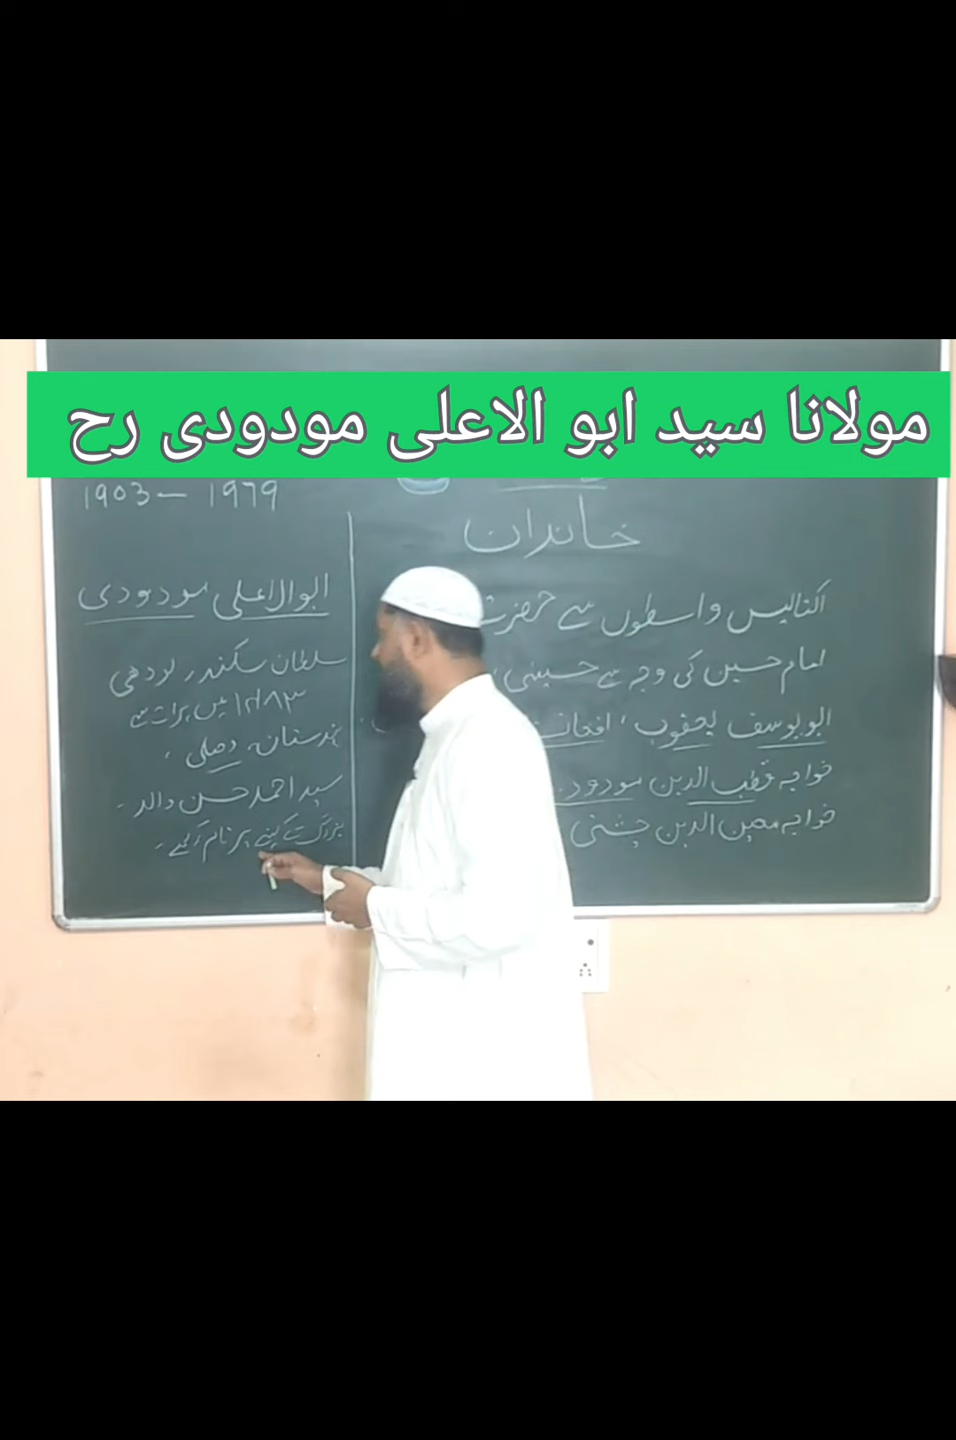 مولانا سید ابو الاعلی مودودی رح
خاندان
اکتالیس واسطوں سے حضرت
امام حسین کی وجہ سے حسینی
ابو یوسف یعقوب ، افغان
خواجہ قطب الدین مودود
خواجہ معین الدین چشتی
1903 — 1979
ابوالاعلی مودودی
سلطان سکندر لودھی
میں ہرات سے
ہندستان دھلی ،
سید احمد حسن والد -
بزرگ کے کہنے پر نام رکھے -